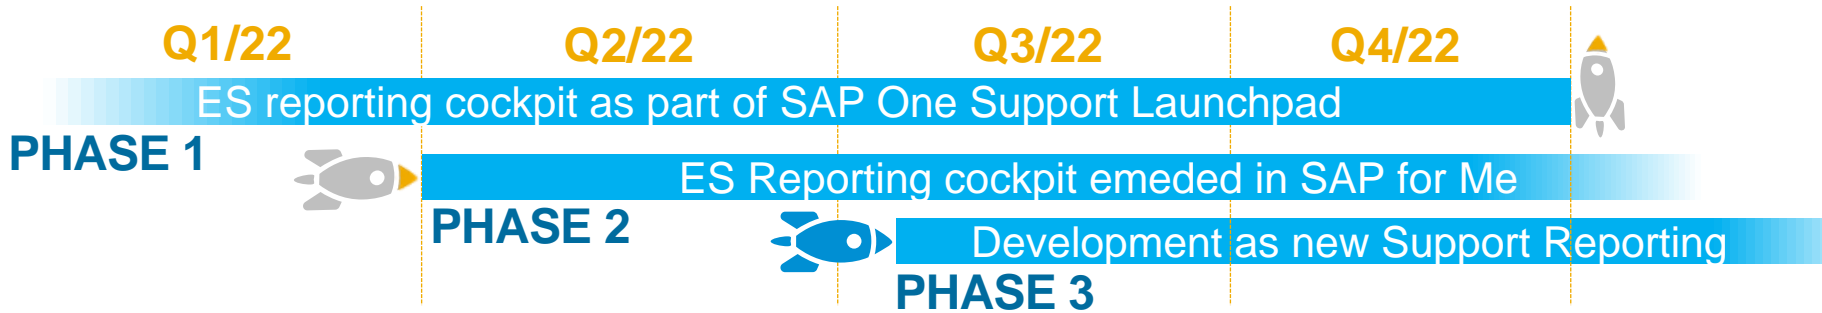 Q1/22
Q2/22
Q3/22
Q4/22
ES reporting cockpit as part of SAP One Support Launchpad
PHASE 1
ES Reporting cockpit emeded in SAP for Me
PHASE 2
Development as new Support Reporting
PHASE 3